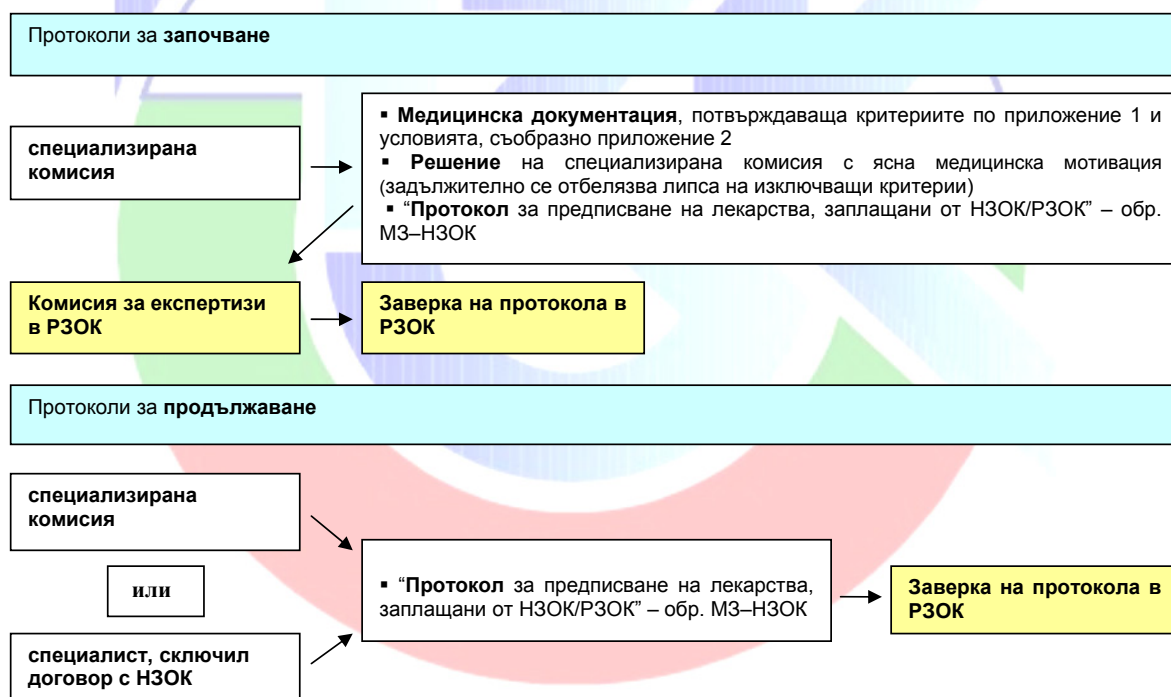 Протоколи за започване
специализирана
комисия
▪ Медицинска документация, потвърждаваща критериите по приложение 1 и
условията, съобразно приложение 2
▪ Решение на специализирана комисия с ясна медицинска мотивация
(задължително се отбелязва липса на изключващи критерии)
▪ “Протокол за предписване на лекарства, заплащани от НЗОК/РЗОК” – обр.
МЗ–НЗОК
Комисия за експертизи
в РЗОК
Заверка на протокола в
РЗОК
Протоколи за продължаване
специализирана
комисия
или
специалист, сключил
договор с НЗОК
▪ “Протокол за предписване на лекарства,
заплащани от НЗОК/РЗОК” – обр. МЗ–НЗОК
Заверка на протокола в
РЗОК